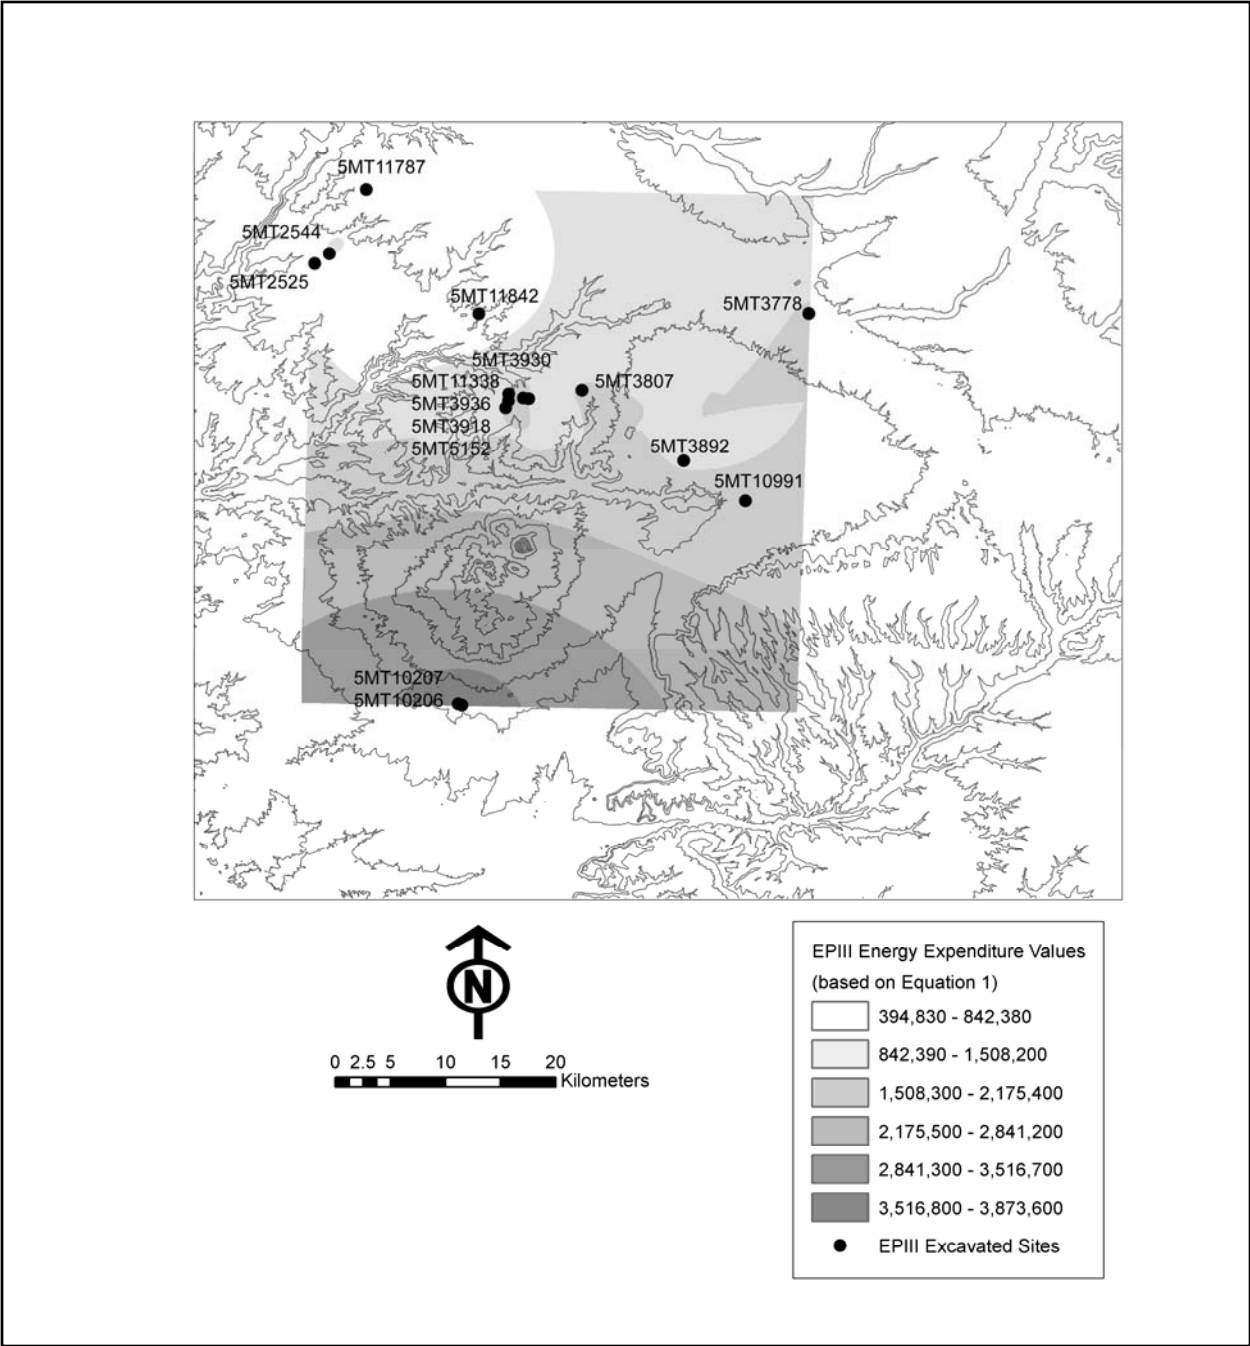 5MT11787
5MT2544
5MT2525
5MT11842
5MT3778
5MT3930
5MT11338
5MT3807
5MT3936
5MT3918
5MT5152
5MT3892
5MT10991
5MT10207
5MT10206
N
0 2.5 5 10 15 20
Kilometers
EPIII Energy Expenditure Values
(based on Equation 1)
394,830 - 842,380
842,390 - 1,508,200
1,508,300 - 2,175,400
2,175,500 - 2,841,200
2,841,300 - 3,516,700
3,516,800 - 3,873,600
EPIII Excavated Sites